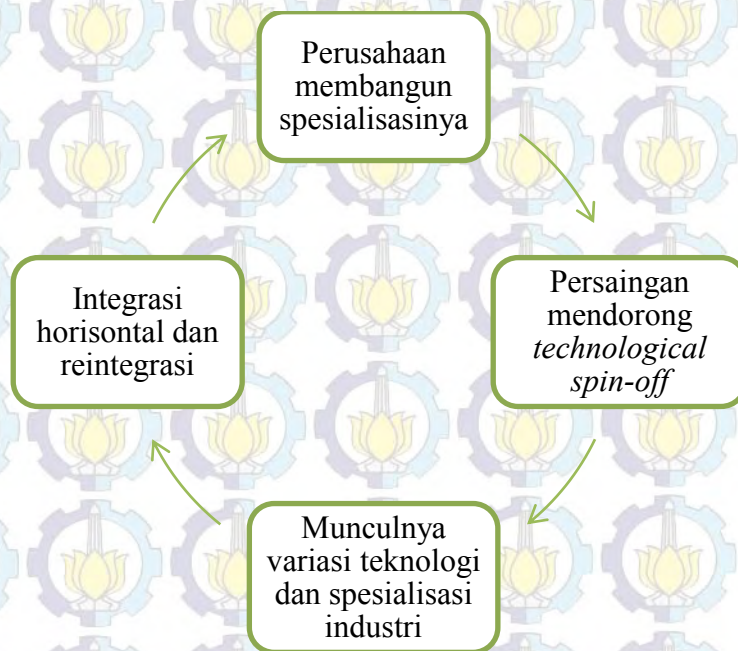 Perusahaan
membangun
spesialisasinya
Persaingan
mendorong
technological
spin-off
Munculnya
variasi teknologi
dan spesialisasi
industri
Integrasi
horisontal dan
reintegrasi